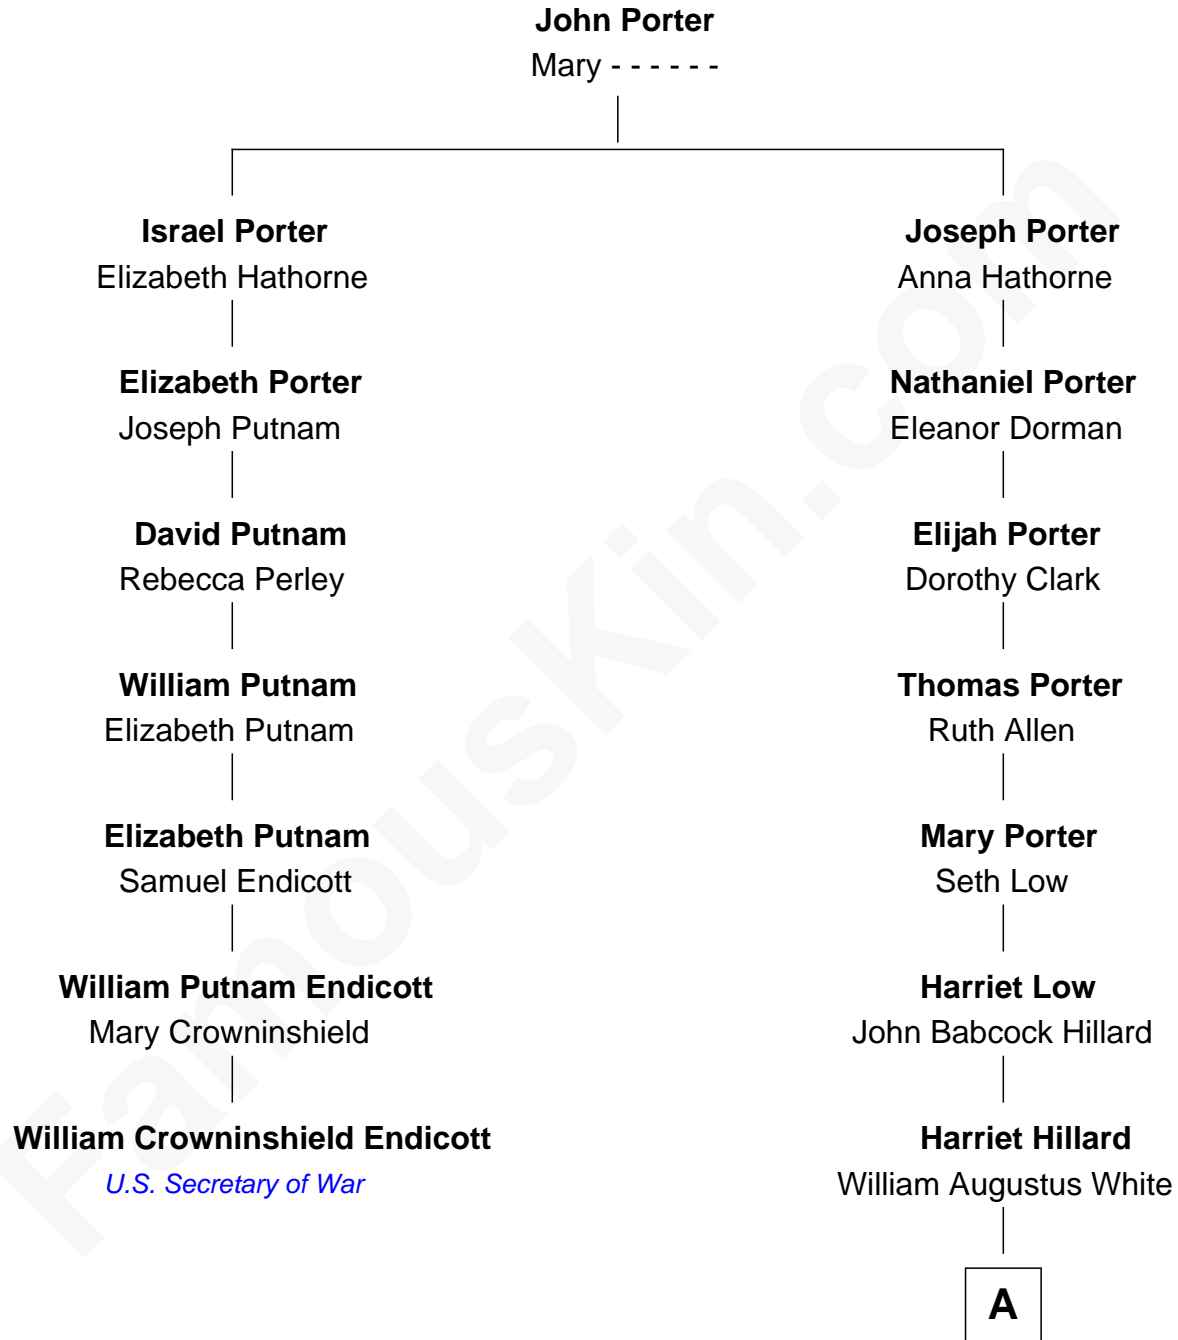 John Porter
Mary - - - - - -
Israel Porter
Elizabeth Hathorne
Joseph Porter
Anna Hathorne
Elizabeth Porter
Joseph Putnam
Nathaniel Porter
Eleanor Dorman
David Putnam
Rebecca Perley
Elijah Porter
Dorothy Clark
William Putnam
Elizabeth Putnam
Thomas Porter
Ruth Allen
Elizabeth Putnam
Samuel Endicott
Mary Porter
Seth Low
William Putnam Endicott
Mary Crowninshield
Harriet Low
John Babcock Hillard
William Crowninshield Endicott
U.S. Secretary of War
Harriet Hillard
William Augustus White
A
FamousKin.com